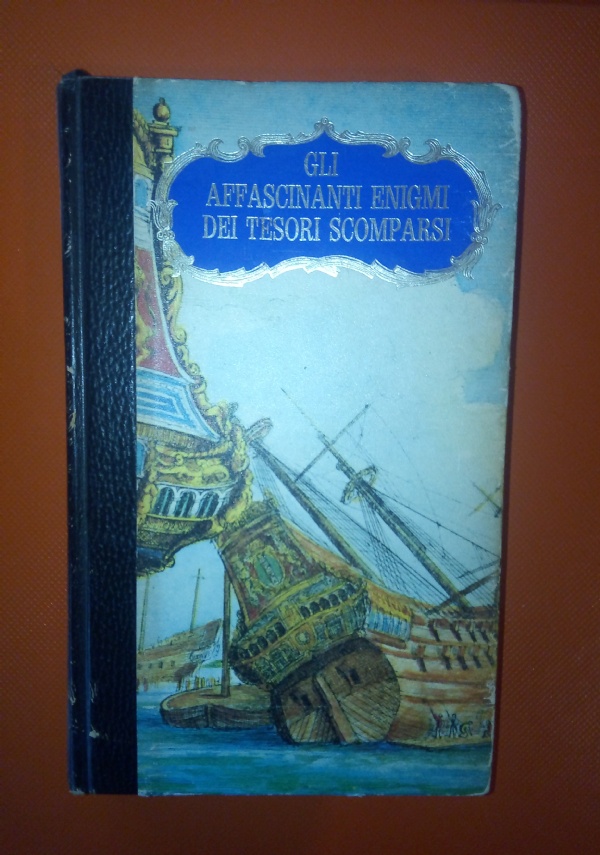 GLI
AFFASCINANTI ENIGMI
DEI TESORI SCOMPARSI